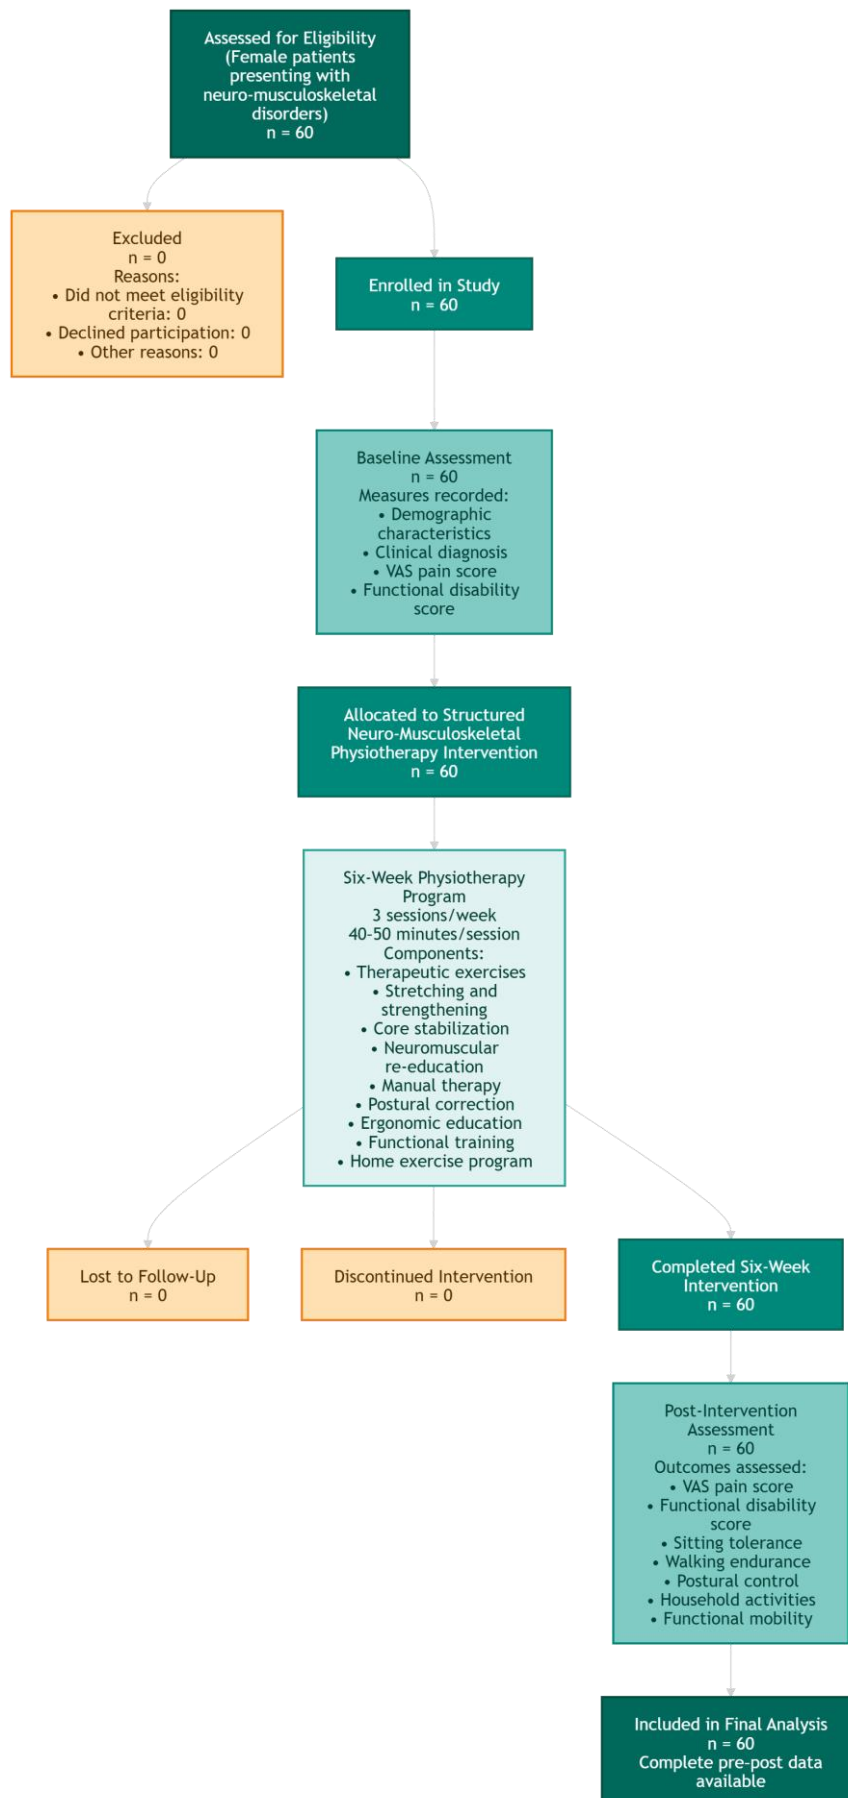 Assessed for Eligibility
(Female patients
presenting with
neuro-musculoskeletal
disorders)
n = 60
Excluded
n = 0
Reasons:
• Did not meet eligibility
criteria: 0
• Declined participation: 0
• Other reasons: 0
Enrolled in Study
n = 60
Baseline Assessment
n = 60
Measures recorded:
• Demographic
characteristics
• Clinical diagnosis
• VAS pain score
• Functional disability
score
Allocated to Structured
Neuro-Musculoskeletal
Physiotherapy Intervention
n = 60
Six-Week Physiotherapy
Program
3 sessions/week
40-50 minutes/session
Components:
• Therapeutic exercises
• Stretching and
strengthening
• Core stabilization
• Neuromuscular
re-education
• Manual therapy
• Postural correction
• Ergonomic education
• Functional training
• Home exercise program
Lost to Follow-Up
n = 0
Discontinued Intervention
n = 0
Completed Six-Week
Intervention
n = 60
Post-Intervention
Assessment
n = 60
Outcomes assessed:
• VAS pain score
• Functional disability
score
• Sitting tolerance
• Walking endurance
• Postural control
• Household activities
• Functional mobility
Included in Final Analysis
n = 60
Complete pre-post data
available